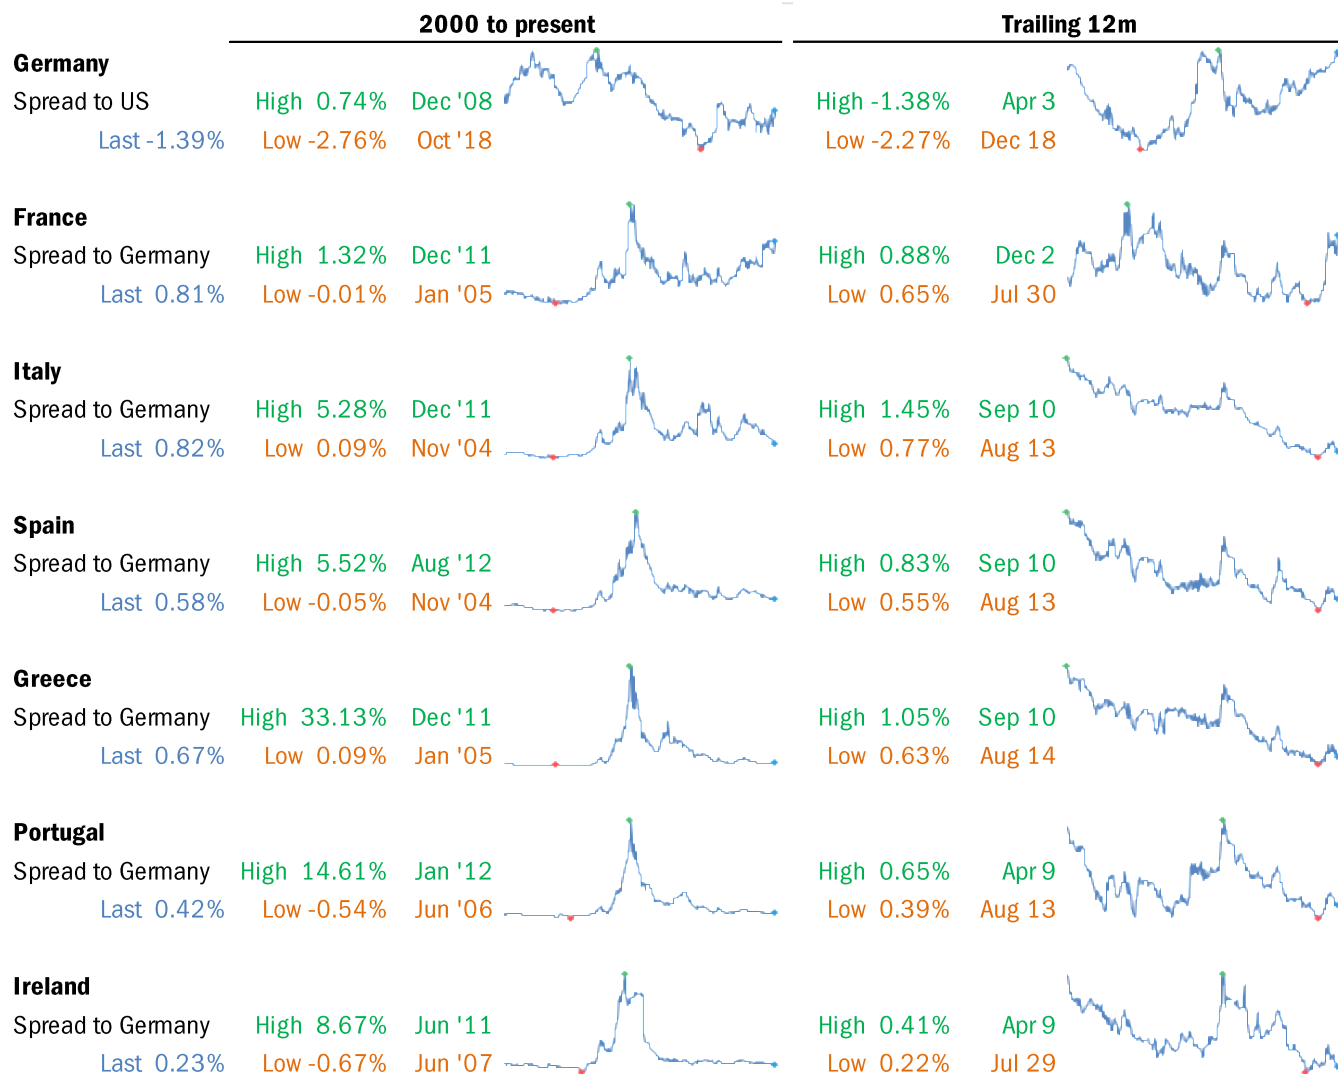 2000 to present Trailing 12m
Germany
Spread to US High 0.74% Dec '08 High -1.38% Apr 3
Last -1.39% Low -2.76% Oct '18 Low -2.27% Dec 18
France
Spread to Germany High 1.32% Dec '11 High 0.88% Dec 2
Last 0.81% Low -0.01% Jan '05 Low 0.65% Jul 30
Italy
Spread to Germany High 5.28% Dec '11 High 1.45% Sep 10
Last 0.82% Low 0.09% Nov '04 Low 0.77% Aug 13
Spain
Spread to Germany High 5.52% Aug '12 High 0.83% Sep 10
Last 0.58% Low -0.05% Nov '04 Low 0.55% Aug 13
Greece
Spread to Germany High 33.13% Dec '11 High 1.05% Sep 10
Last 0.67% Low 0.09% Jan '05 Low 0.63% Aug 14
Portugal
Spread to Germany High 14.61% Jan '12 High 0.65% Apr 9
Last 0.42% Low -0.54% Jun '06 Low 0.39% Aug 13
Ireland
Spread to Germany High 8.67% Jun '11 High 0.41% Apr 9
Last 0.23% Low -0.67% Jun '07 Low 0.22% Jul 29